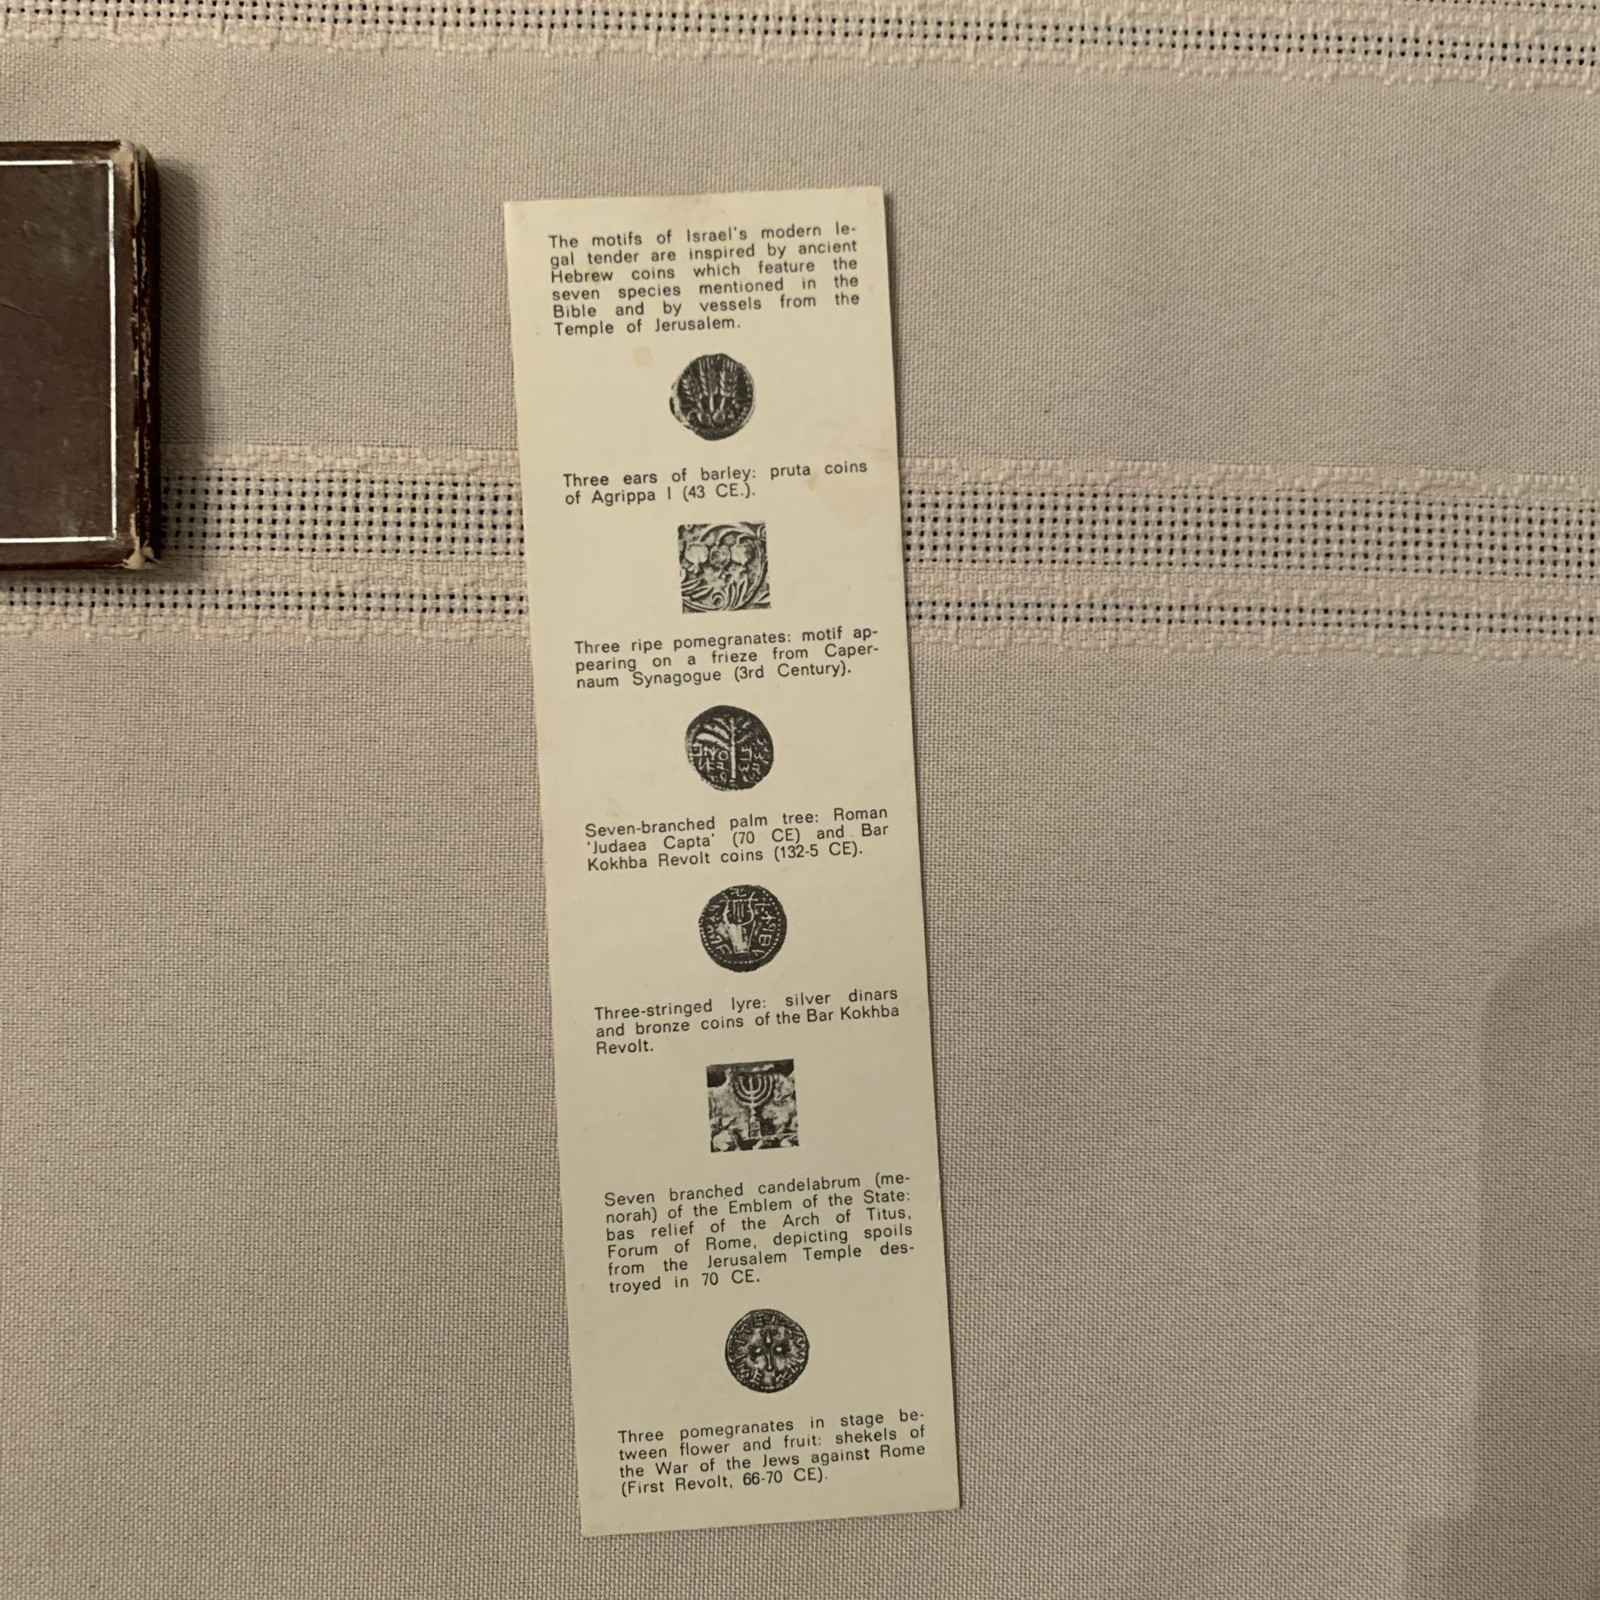 The motifs of Israel's modern le-
gal tender are inspired by ancient
Hebrew coins which feature the
seven species mentioned in the
Bible and by vessels from the
Temple of Jerusalem.
Three ears of barley: pruta coins
of Agrippa I (43 CE.).
Three ripe pomegranates: motif ap-
pearing on a frieze from Caper-
naum Synagogue (3rd Century).
Seven-branched palm tree: Roman
'Judaea Capta' (70 CE) and Bar
Kokhba Revolt coins (132-5 CE).
Three-stringed lyre: silver dinars
and bronze coins of the Bar Kokhba
Revolt.
Seven branched candelabrum (me-
norah) of the Emblem of the State:
bas relief of the Arch of Titus,
Forum of Rome, depicting spoils
from the Jerusalem Temple des-
troyed in 70 CE.
Three pomegranates in stage be-
tween flower and fruit: shekels of
the War of the Jews against Rome
(First Revolt, 66-70 CE).